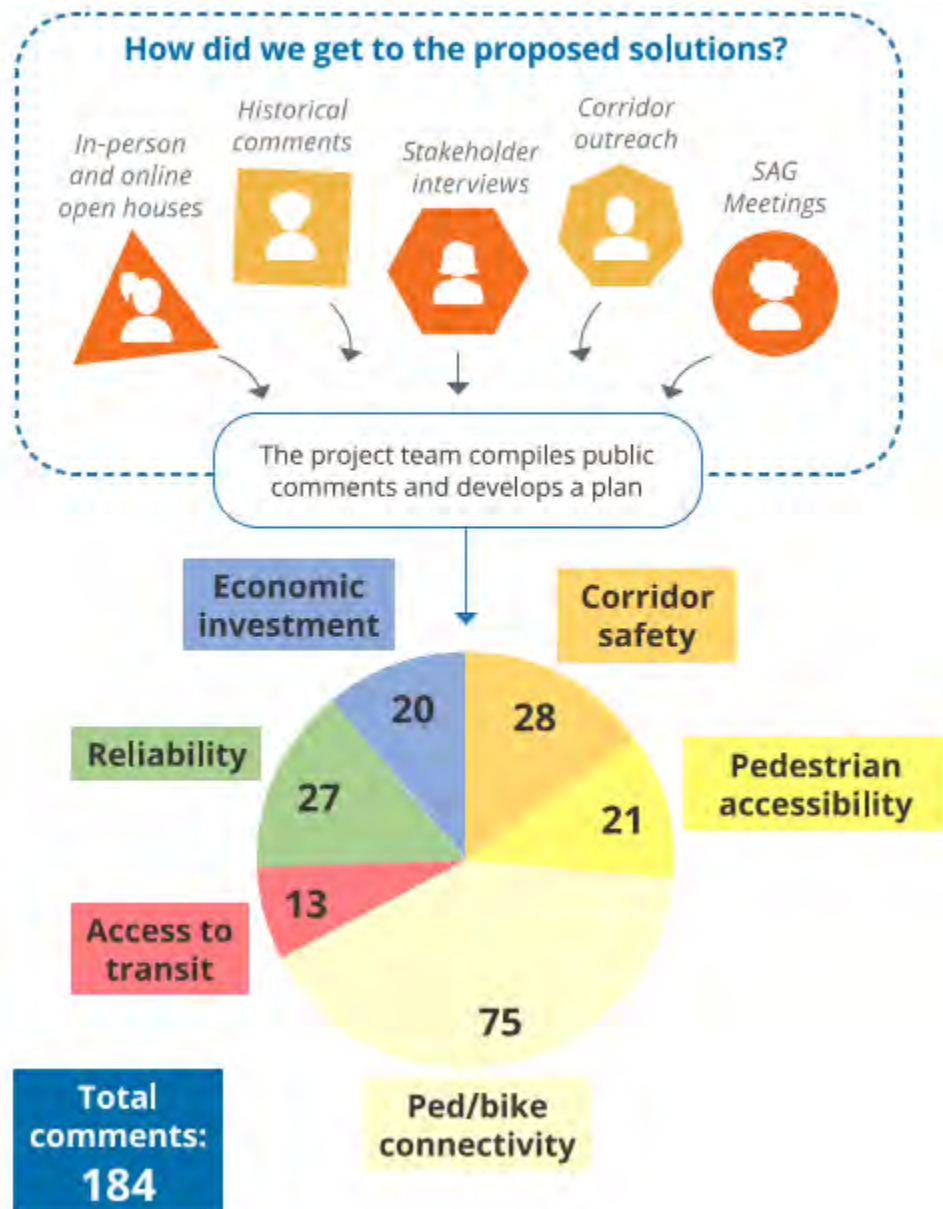 How did we get to the proposed solutions?
In-person
and online
open houses
Historical
comments
Stakeholder
interviews
Corridor
outreach
SAG
Meetings
The project team compiles public
comments and develops a plan
Economic
investment
Corridor
safety
20
28
Reliability
Pedestrian
accessibility
27
21
Access to
transit
13
75
Ped/bike
connectivity
Total
comments:
184